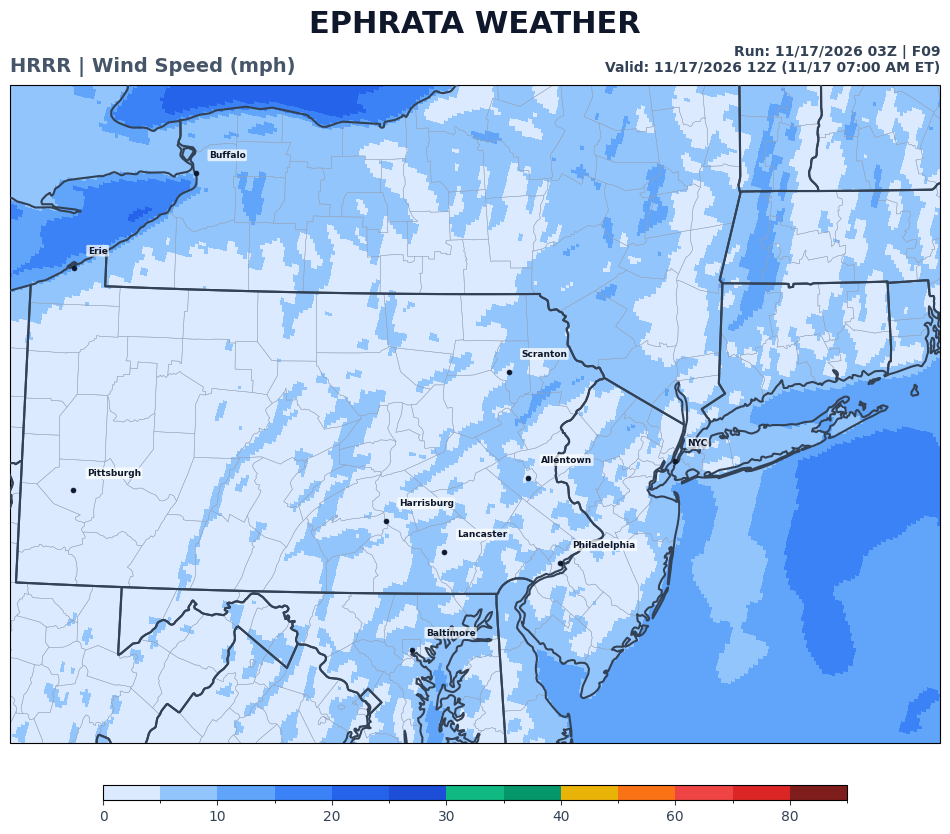 EPHRATA WEATHER
HRRR | Wind Speed (mph)
Run: 11/17/2026 03Z | F09
Valid: 11/17/2026 12Z (11/17 07:00 AM ET)
Buffalo
Erie
Scranton
NYC
Allentown
Pittsburgh
Harrisburg
Lancaster
Philadelphia
Baltimore
0 10 20 30 40 60 80